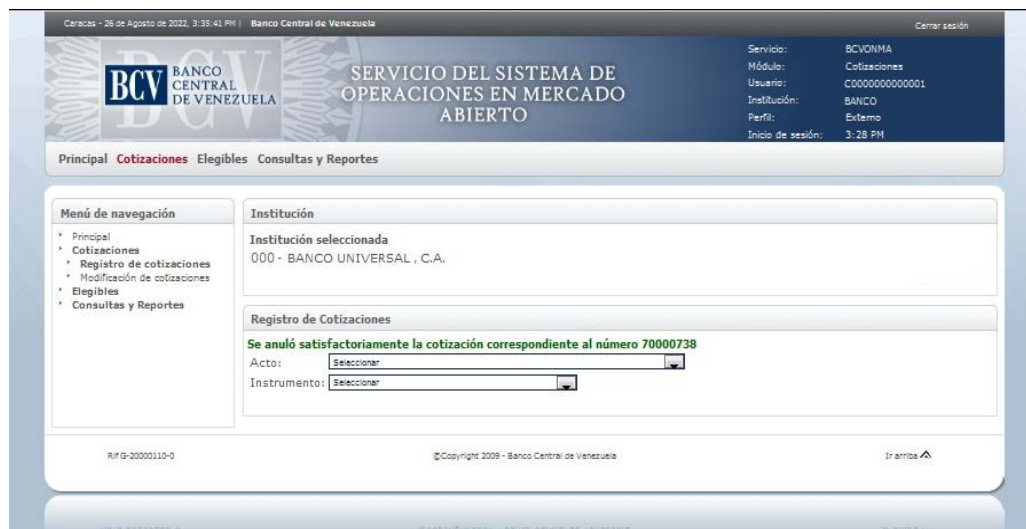 Caracas - 26 de Agosto de 2022, 3:35:41 PM | Banco Central de Venezuela
Cerrar sesión
BCV BANCO
CENTRAL
DE VENEZUELA
SERVICIO DEL SISTEMA DE
OPERACIONES EN MERCADO
ABIERTO
Servicio: BCVONMA
Módulo: Cotizaciones
Usuario: C0000000000001
Institución: BANCO
Perfil: Externo
Inicio de sesión: 3:28 PM
Principal Cotizaciones Elegibles Consultas y Reportes
Menú de navegación
Principal
Cotizaciones
Registro de cotizaciones
Modificación de cotizaciones
Elegibles
Consultas y Reportes
Institución
Institución seleccionada
000 - BANCO UNIVERSAL , C.A.
Registro de Cotizaciones
Se anuló satisfactoriamente la cotización correspondiente al número 70000738
Acto: Seleccionar
Instrumento: Seleccionar
Rif G-20000110-0
©Copyright 2009 - Banco Central de Venezuela
Ir arriba